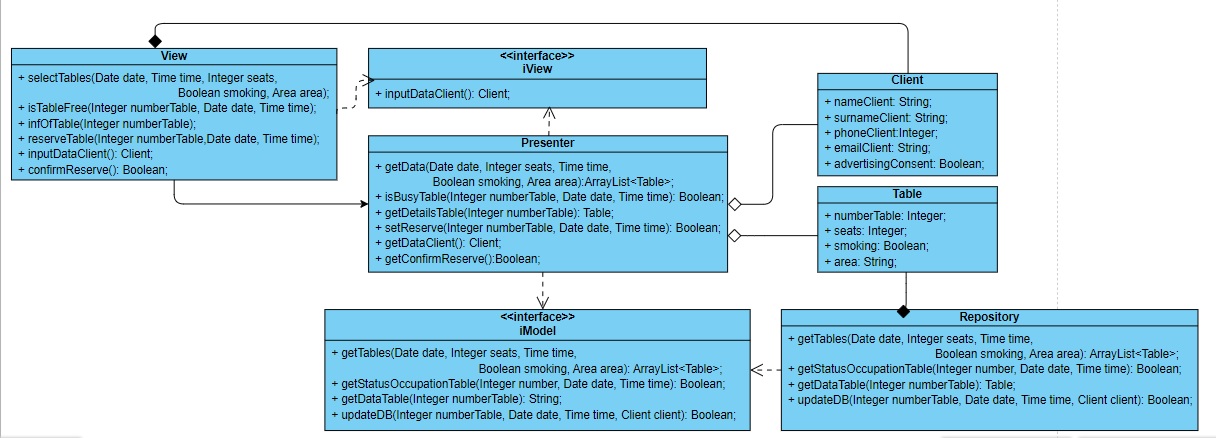 View
+ selectTables(Date date, Time time, Integer seats,
Boolean smoking, Area area);
+ isTableFree(Integer numberTable, Date date, Time time);
+ infOfTable(Integer numberTable);
+ reserveTable(Integer numberTable,Date date, Time time);
+ inputDataClient(): Client;
+ confirmReserve(): Boolean;
<<interface>>
iView
+ inputDataClient(): Client;
Presenter
+ getData(Date date, Integer seats, Time time,
Boolean smoking, Area area):ArrayList<Table>;
+ isBusyTable(Integer numberTable, Date date, Time time): Boolean;
+ getDetailsTable(Integer numberTable): Table;
+ setReserve(Integer numberTable, Date date, Time time): Boolean;
+ getDataClient(): Client;
+ getConfirmReserve():Boolean;
Client
+ nameClient: String;
+ surnameClient: String;
+ phoneClient:Integer;
+ emailClient: String;
+ advertisingConsent: Boolean;
Table
+ numberTable: Integer;
+ seats: Integer;
+ smoking: Boolean;
+ area: String;
<<interface>>
iModel
+ getTables(Date date, Integer seats, Time time,
Boolean smoking, Area area): ArrayList<Table>;
+ getStatusOccupationTable(Integer number, Date date, Time time): Boolean;
+ getDataTable(Integer numberTable): String;
+ updateDB(Integer numberTable, Date date, Time time, Client client): Boolean;
Repository
+ getTables(Date date, Integer seats, Time time,
Boolean smoking, Area area): ArrayList<Table>;
+ getStatusOccupationTable(Integer number, Date date, Time time): Boolean;
+ getDataTable(Integer numberTable): Table;
+ updateDB(Integer numberTable, Date date, Time time, Client client): Boolean;